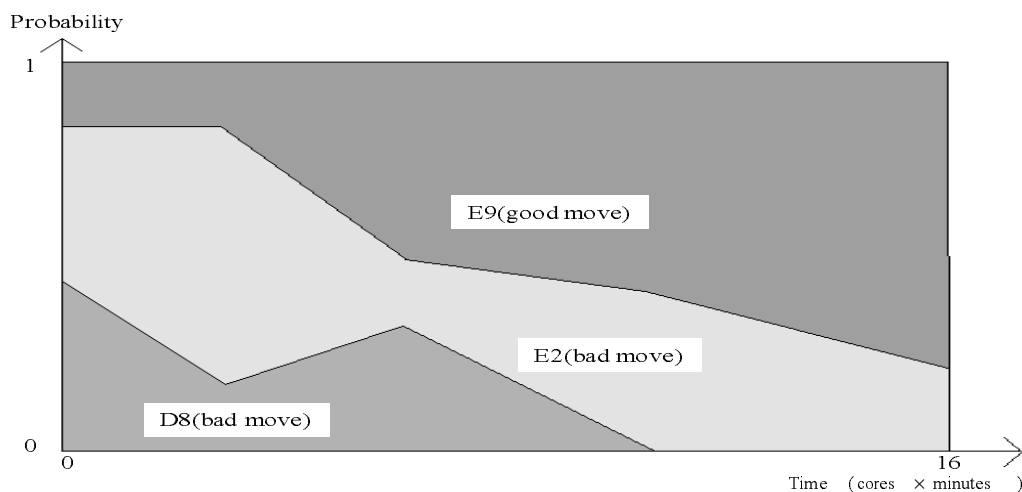 Probability
1
E9(good move)
E2(bad move)
D8(bad move)
0
0
16
Time (cores × minutes )